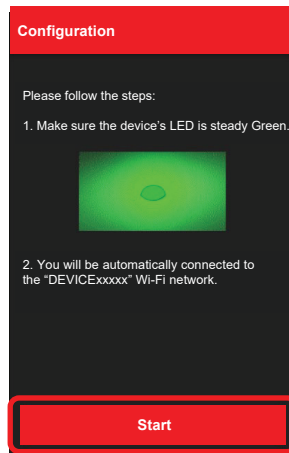 Configuration
Please follow the steps:
1. Make sure the device's LED is steady Green.
2. You will be automatically connected to
the “DEVICExxxxx” Wi-Fi network.
Start